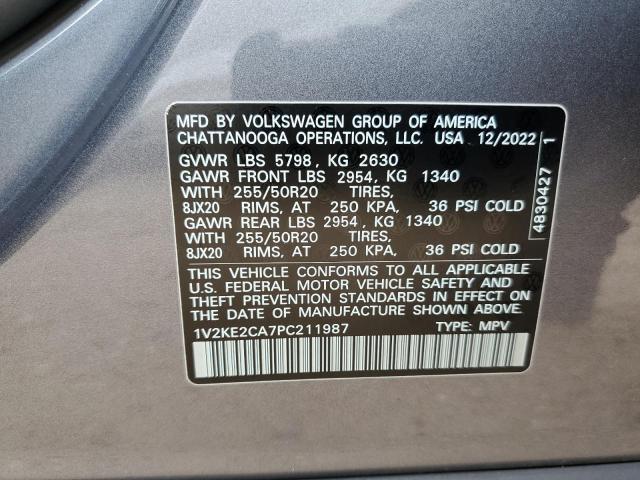 MFD BY VOLKSWAGEN GROUP OF AMERICA
CHATTANOOGA OPERATIONS, LLC. USA 12/2022
GVWR LBS 5798, KG 2630
GAWR FRONT LBS 2954, KG 1340
WITH 255/50R20 TIRES,
8JX20 RIMS, AT 250 KPA, 36 PSI COLD
GAWR REAR LBS 2954, KG 1340
WITH 255/50R20 TIRES,
8JX20 RIMS, AT 250 KPA, 36 PSI COLD
THIS VEHICLE CONFORMS TO ALL APPLICABLE
U.S. FEDERAL MOTOR VEHICLE SAFETY AND
THEFT PREVENTION STANDARDS IN EFFECT ON
THE DATE OF MANUFACTURE SHOWN ABOVE.
1V2KE2CA7PC211987 TYPE: MPV
4830427 1